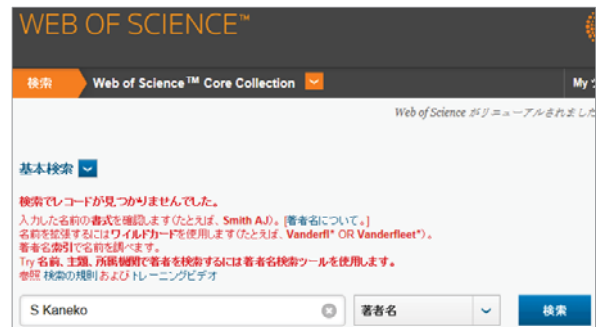 WEB OF SCIENCE™
検索 Web of Science™ Core Collection My
Web of Science がリニューアルされました
基本検索
検索でレコードが見つかりませんでした。
入力した名前の書式を確認します (たとえば、Smith AJ)。 [著者名について。]
名前を拡張するにはワイルドカードを使用します (たとえば、Vanderfl* OR Vanderfleet*)。
著者名索引で名前を調べます。
Try 名前、主題、所属機関で著者を検索するには著者名検索ツールを使用します。
参照 検索の規則 および トレーニングビデオ
S Kaneko 著者名 検索